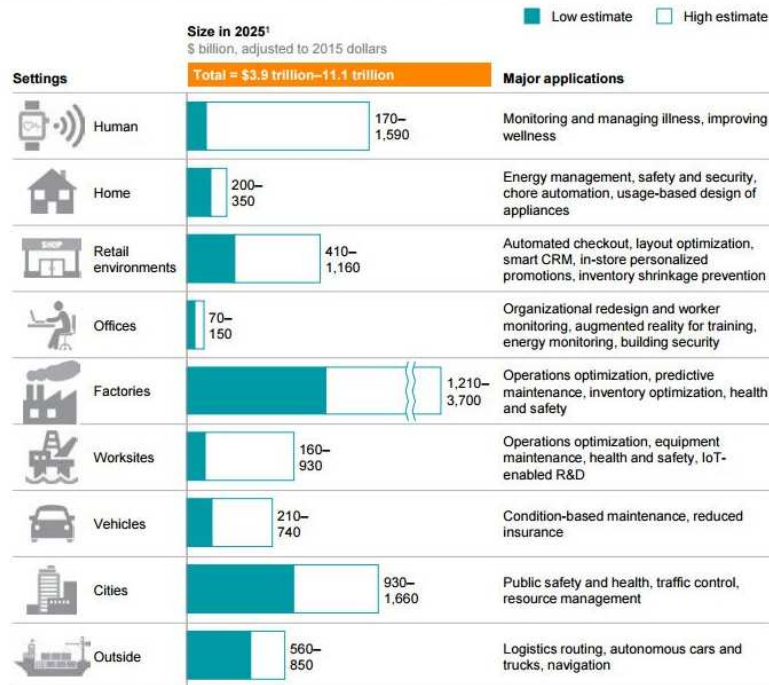 Low estimate High estimate
Size in 2025¹
$ billion, adjusted to 2015 dollars
Settings
Total = $3.9 trillion–11.1 trillion
Major applications
Human
170–
1,590
Monitoring and managing illness, improving
wellness
Home
200–
350
Energy management, safety and security,
chore automation, usage-based design of
appliances
SHOP
Retail
environments
410–
1,160
Automated checkout, layout optimization,
smart CRM, in-store personalized
promotions, inventory shrinkage prevention
Offices
70–
150
Organizational redesign and worker
monitoring, augmented reality for training,
energy monitoring, building security
Factories
1,210–
3,700
Operations optimization, predictive
maintenance, inventory optimization, health
and safety
Worksites
160–
930
Operations optimization, equipment
maintenance, health and safety, IoT-
enabled R&D
Vehicles
210–
740
Condition-based maintenance, reduced
insurance
Cities
930–
1,660
Public safety and health, traffic control,
resource management
Outside
560–
850
Logistics routing, autonomous cars and
trucks, navigation